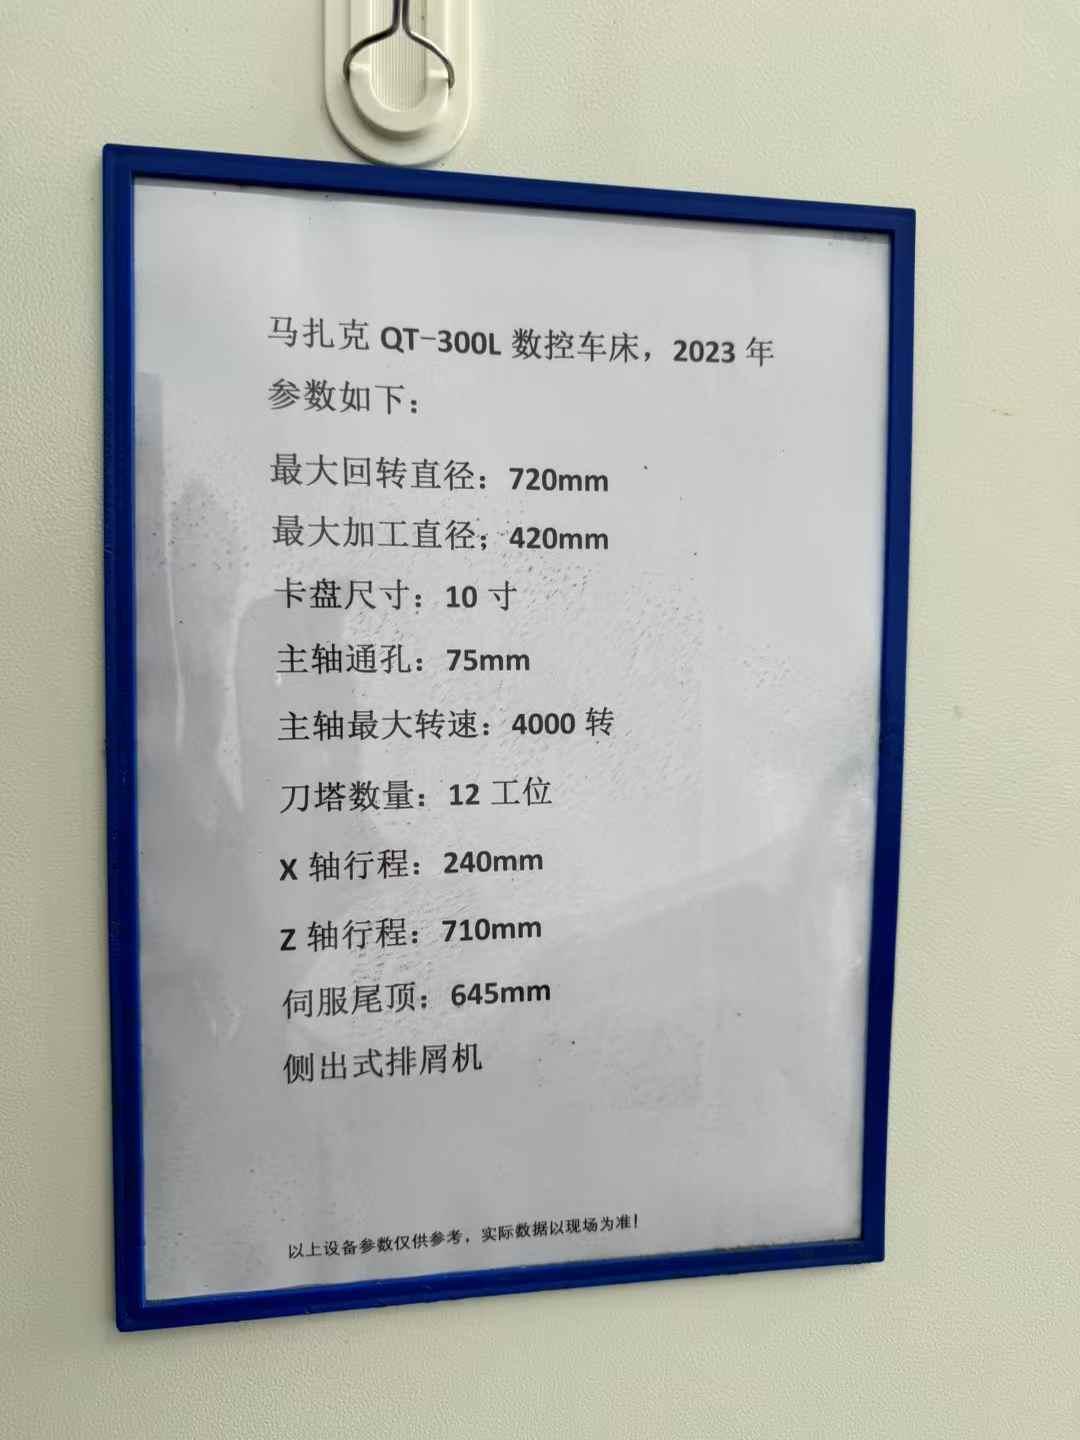 马扎克 QT-300L 数控车床，2023 年
参数如下：
最大回转直径：720mm
最大加工直径；420mm
卡盘尺寸：10 寸
主轴通孔：75mm
主轴最大转速：4000 转
刀塔数量：12 工位
X 轴行程：240mm
Z 轴行程：710mm
伺服尾顶：645mm
侧出式排屑机
以上设备参数仅供参考，实际数据以现场为准！